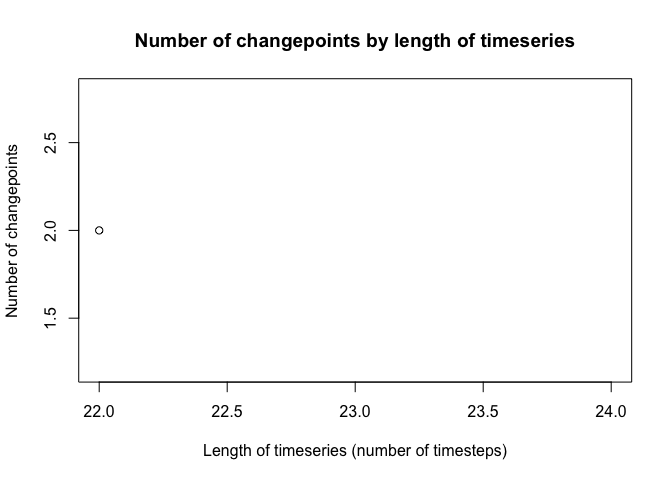 Number of changepoints by length of timeseries
Number of changepoints
2.5
2.0
1.5
22.0 22.5 23.0 23.5 24.0
Length of timeseries (number of timesteps)